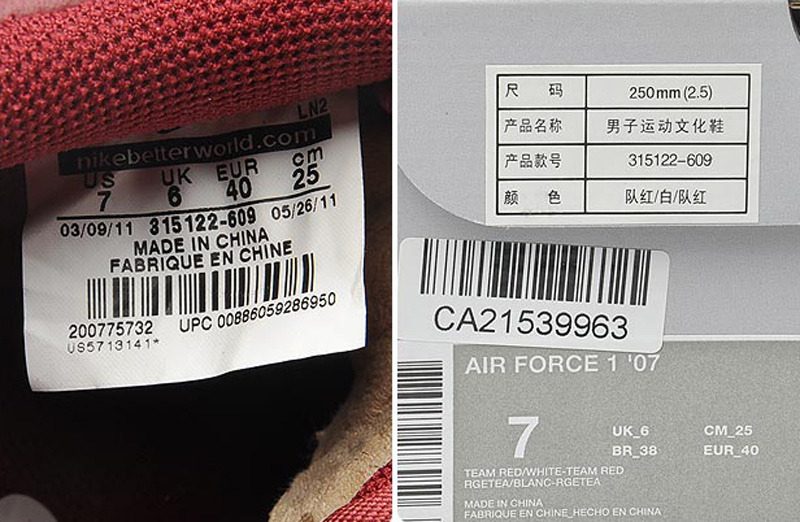 LN2
nikebetterworld.com
US UK EUR cm
7 6 40 25
03/09/11 315122-609 05/26/11
MADE IN CHINA
FABRIQUE EN CHINE
200775732 UPC 00886059286950
US5713141*
尺 码 250mm(2.5)
产品名称 男子运动文化鞋
产品款号 315122-609
颜 色 队红/白/队红
CA21539963
AIR FORCE 1 '07
7 UK_6 CM_25
BR_38 EUR_40
TEAM RED/WHITE-TEAM RED
RGETEA/BLANC-RGETEA
MADE IN CHINA
FABRIQUE EN CHINE_HECHO EN CHINA